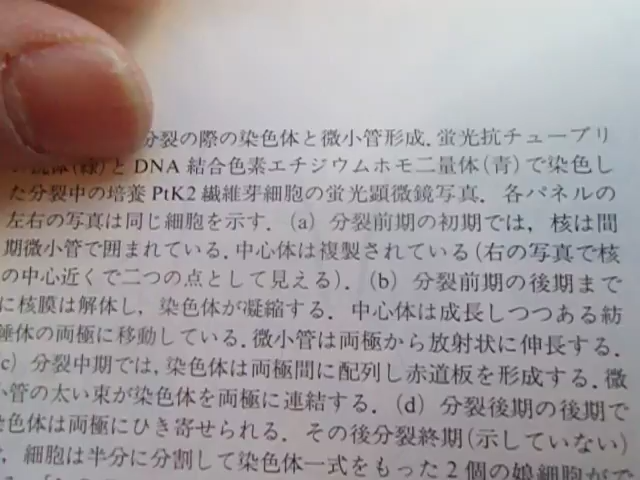 分裂の際の染色体と微小管形成. 蛍光抗チューブリ
抗体(緑)と DNA 結合色素エチジウムホモ二量体(青)で染色し
た分裂中の培養 PtK2 繊維芽細胞の蛍光顕微鏡写真. 各パネルの
左右の写真は同じ細胞を示す. (a) 分裂前期の初期では, 核は間
期微小管で囲まれている. 中心体は複製されている(右の写真で核
の中心近くで二つの点として見える). (b) 分裂前期の後期まで
に核膜は解体し, 染色体が凝縮する. 中心体は成長しつつある紡
錘体の両極に移動している. 微小管は両極から放射状に伸長する.
(c) 分裂中期では, 染色体は両極間に配列し赤道板を形成する. 微
小管の太い束が染色体を両極に連結する. (d) 分裂後期の後期で
染色体は両極にひき寄せられる. その後分裂終期(示していない)
, 細胞は半分に分割して染色体一式をもった 2 個の娘細胞がで